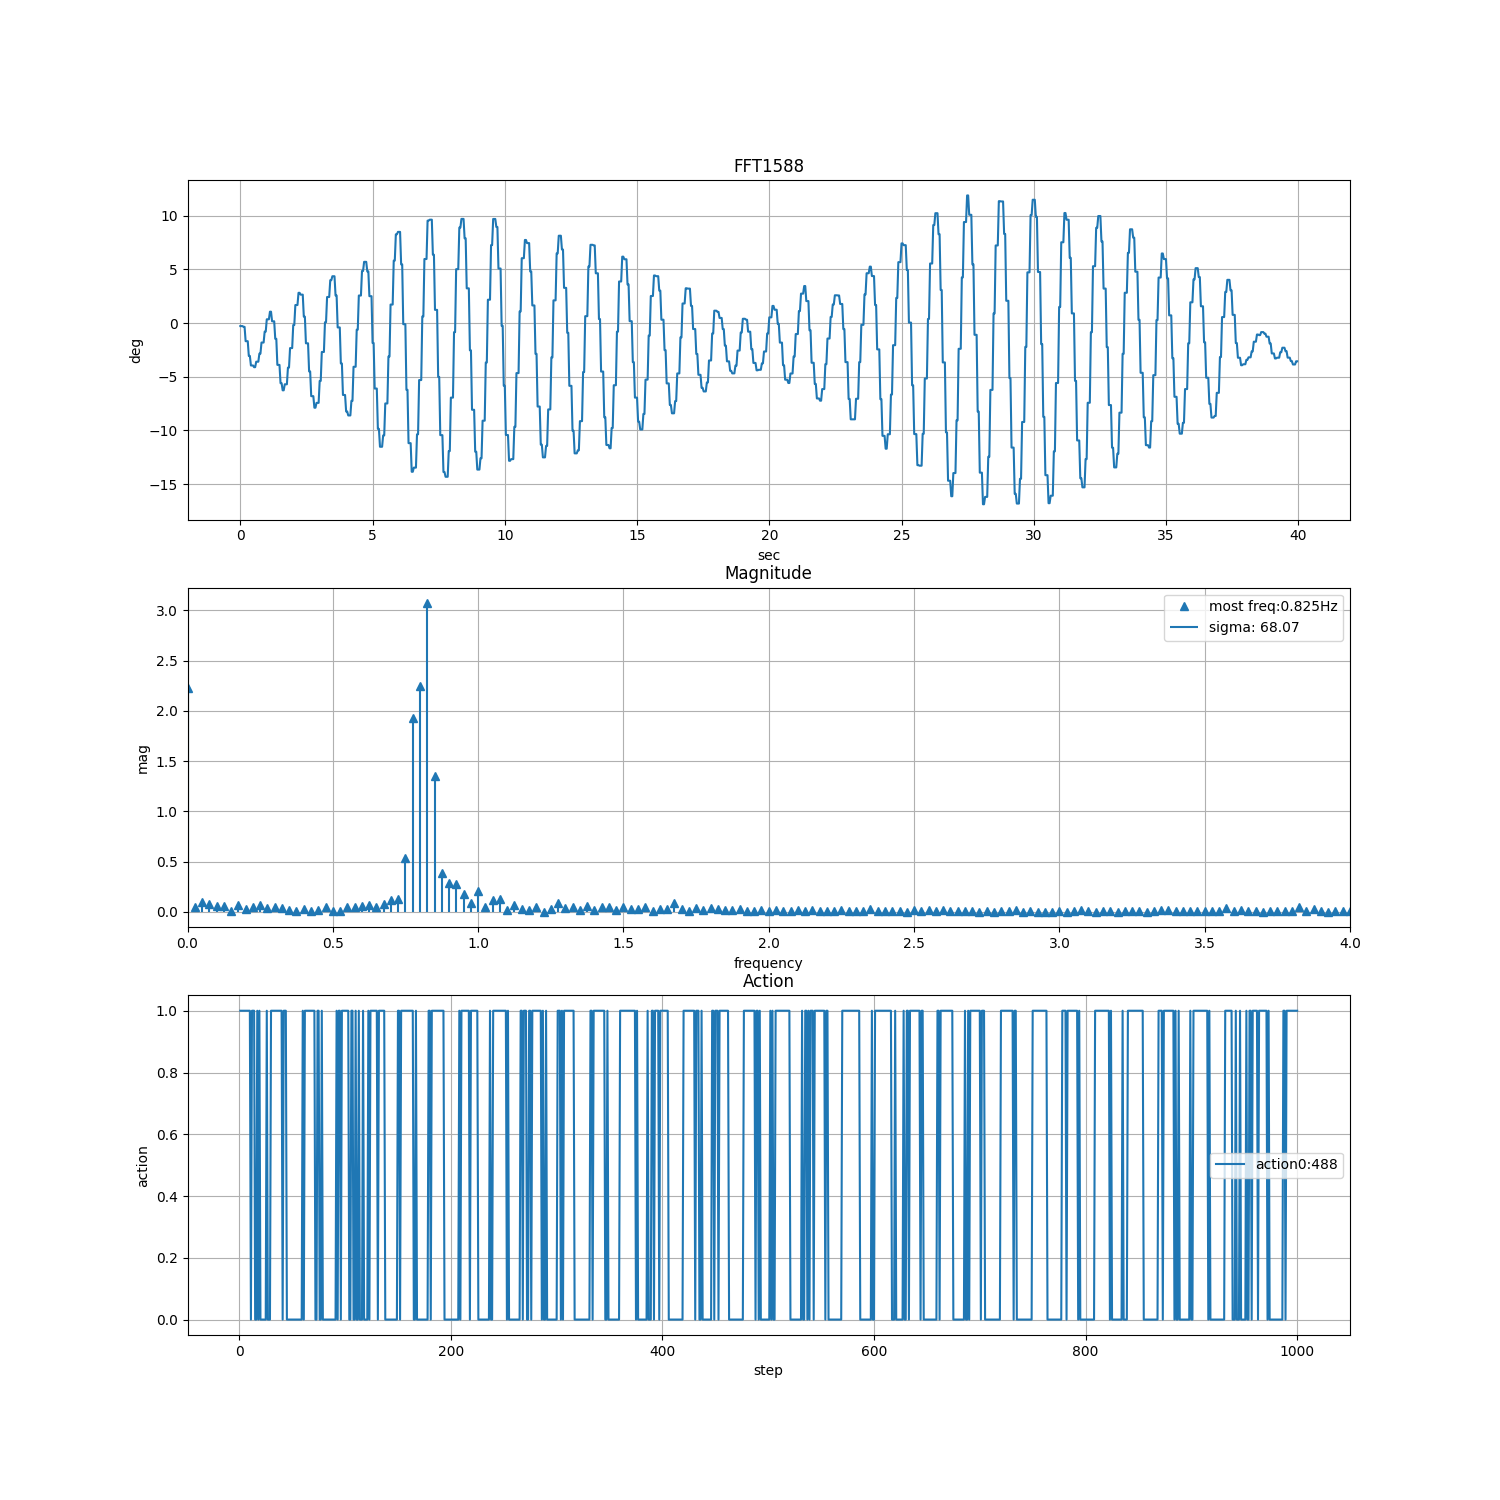 FFT1588
10
5
0
−5
−10
−15
deg
0 5 10 15 20 25 30 35 40
sec
Magnitude
3.0
2.5
2.0
1.5
1.0
0.5
0.0
mag
most freq:0.825Hz
sigma: 68.07
0.0 0.5 1.0 1.5 2.0 2.5 3.0 3.5 4.0
frequency
Action
1.0
0.8
0.6
0.4
0.2
0.0
action
action0:488
0 200 400 600 800 1000
step